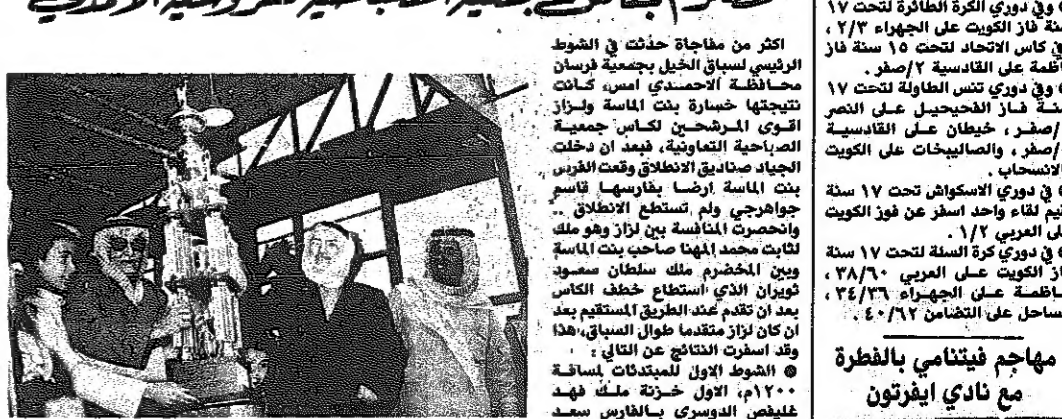 اكثر من مفاجأة حدثت في الشوط
الرئيسي لسباق الخيل بجمعية فرسان
محافظة الاحمدي امس، كانت
نتيجتها خسارة بنت الماسة ولزاز
اقوى المرشحين لكاس جمعية
الصباحية التعاونية، فبعد ان دخلت
الجياد صناديق الانطلاق وقعت الفرس
بنت الماسة ارضا بفارسها قاسم
جواهرجي ولم تستطع الانطلاق ..
وانحصرت المنافسة بين لزاز وهو ملك
لثابت محمد المهنا صاحب بنت الماسة
وبين المخضرم ملك سلطان سعود
ثويران الذي استطاع خطف الكاس
بعد ان تقدم عند الطريق المستقيم بعد
ان كان لزاز متقدما طوال السباق، هذا
وقد اسفرت النتائج عن التالي :
● الشوط الاول للمبتدئات لمسافة
١٢٠٠م، الاول خزنة ملك فهد
غليفص الدوسري بالفارس سعد
وفي دوري الكرة الطائرة لتحت ١٧
سنة فاز الكويت على الجهراء ٢/٣ ،
في كاس الاتحاد لتحت ١٥ سنة فاز
كاظمة على القادسية ٢/صفر .
وفي دوري تنس الطاولة لتحت ١٧
سنة فاز الفحيحيل على النصر
/صفر ، خيطان على القادسية
/صفر ، والصاليبخات على الكويت
بالانسحاب .
في دوري الاسكواش تحت ١٧ سنة
اقيم لقاء واحد اسفر عن فوز الكويت
على العربي ١/٢ .
في دوري كرة السلة لتحت ١٧ سنة
فاز الكويت على العربي ٣٨/٦٠ ،
كاظمة على الجهراء ٣٤/٣٦ ،
الساحل على التضامن ٤٠/٦٢ .
مهاجم فيتنامي بالفطرة
مع نادي ايفرتون